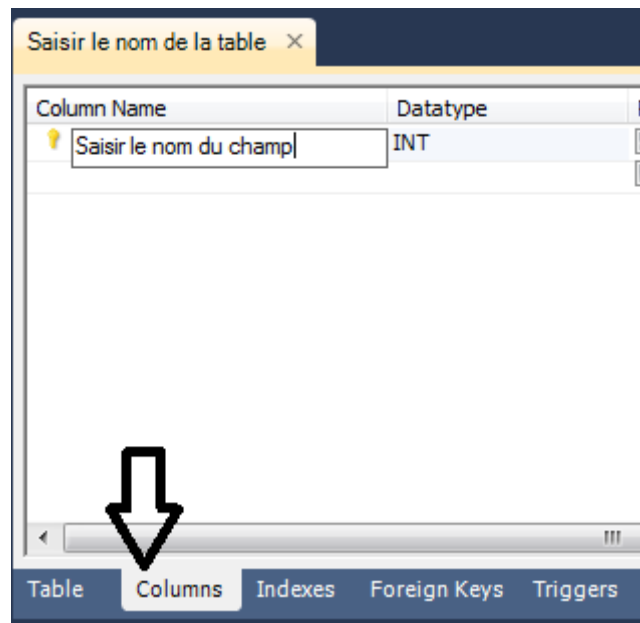 Saisir le nom de la table ×
Column Name Datatype
Saisir le nom du champ INT
Table Columns Indexes Foreign Keys Triggers